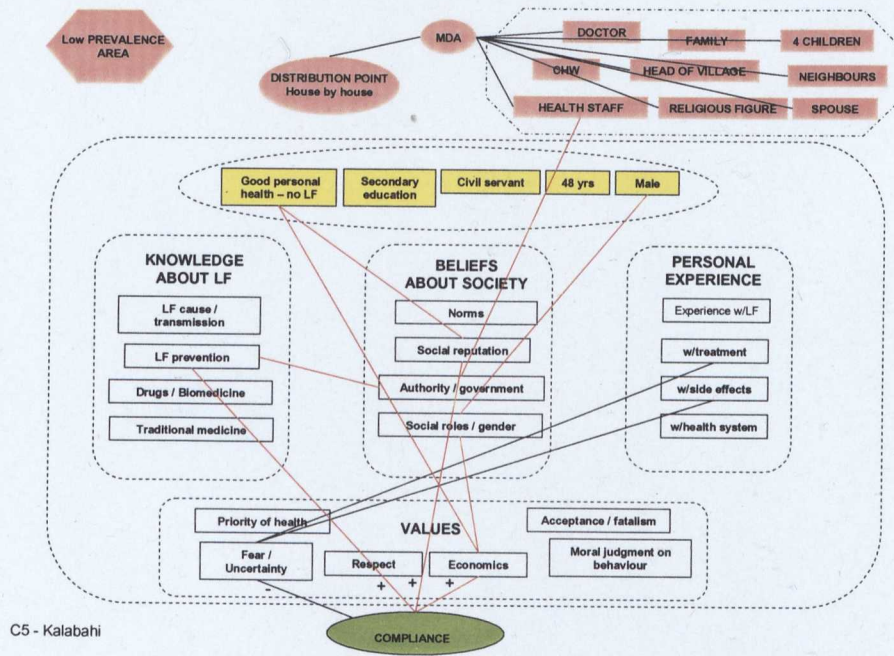 Low PREVALENCE
AREA
MDA
DISTRIBUTION POINT
House by house
DOCTOR
FAMILY
4 CHILDREN
CHW
HEAD OF VILLAGE
NEIGHBOURS
HEALTH STAFF
RELIGIOUS FIGURE
SPOUSE
Good personal
health – no LF
Secondary
education
Civil servant
48 yrs
Male
KNOWLEDGE
ABOUT LF
LF cause /
transmission
LF prevention
Drugs / Biomedicine
Traditional medicine
BELIEFS
ABOUT SOCIETY
Norms
Social reputation
Authority / government
Social roles / gender
PERSONAL
EXPERIENCE
Experience w/LF
w/treatment
w/side effects
w/health system
Priority of health
VALUES
Acceptance / fatalism
Fear /
Uncertainty
Respect
Economics
Moral judgment on
behaviour
-
+
+
+
COMPLIANCE
C5 - Kalabahi